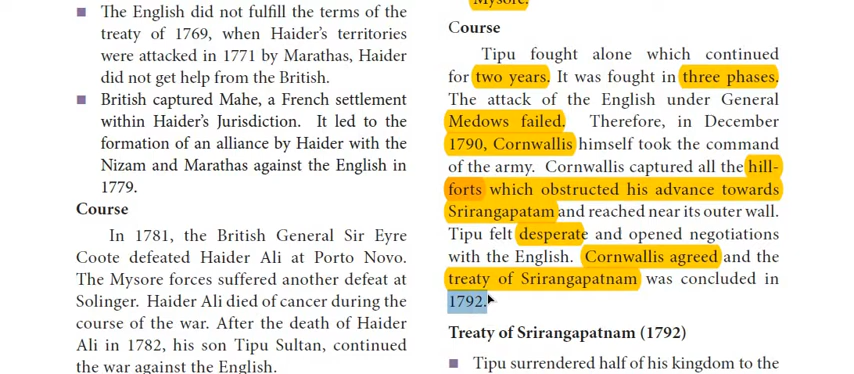 ■ The English did not fulfill the terms of the
treaty of 1769, when Haider's territories
were attacked in 1771 by Marathas, Haider
did not get help from the British.
■ British captured Mahe, a French settlement
within Haider's Jurisdiction. It led to the
formation of an alliance by Haider with the
Nizam and Marathas against the English in
1779.
Course
In 1781, the British General Sir Eyre
Coote defeated Haider Ali at Porto Novo.
The Mysore forces suffered another defeat at
Solinger. Haider Ali died of cancer during the
course of the war. After the death of Haider
Ali in 1782, his son Tipu Sultan, continued
the war against the English.
Mysore.
Course
Tipu fought alone which continued
for two years. It was fought in three phases.
The attack of the English under General
Medows failed. Therefore, in December
1790, Cornwallis himself took the command
of the army. Cornwallis captured all the hill-
forts which obstructed his advance towards
Srirangapatam and reached near its outer wall.
Tipu felt desperate and opened negotiations
with the English. Cornwallis agreed and the
treaty of Srirangapatnam was concluded in
1792.
Treaty of Srirangapatnam (1792)
■ Tipu surrendered half of his kingdom to the